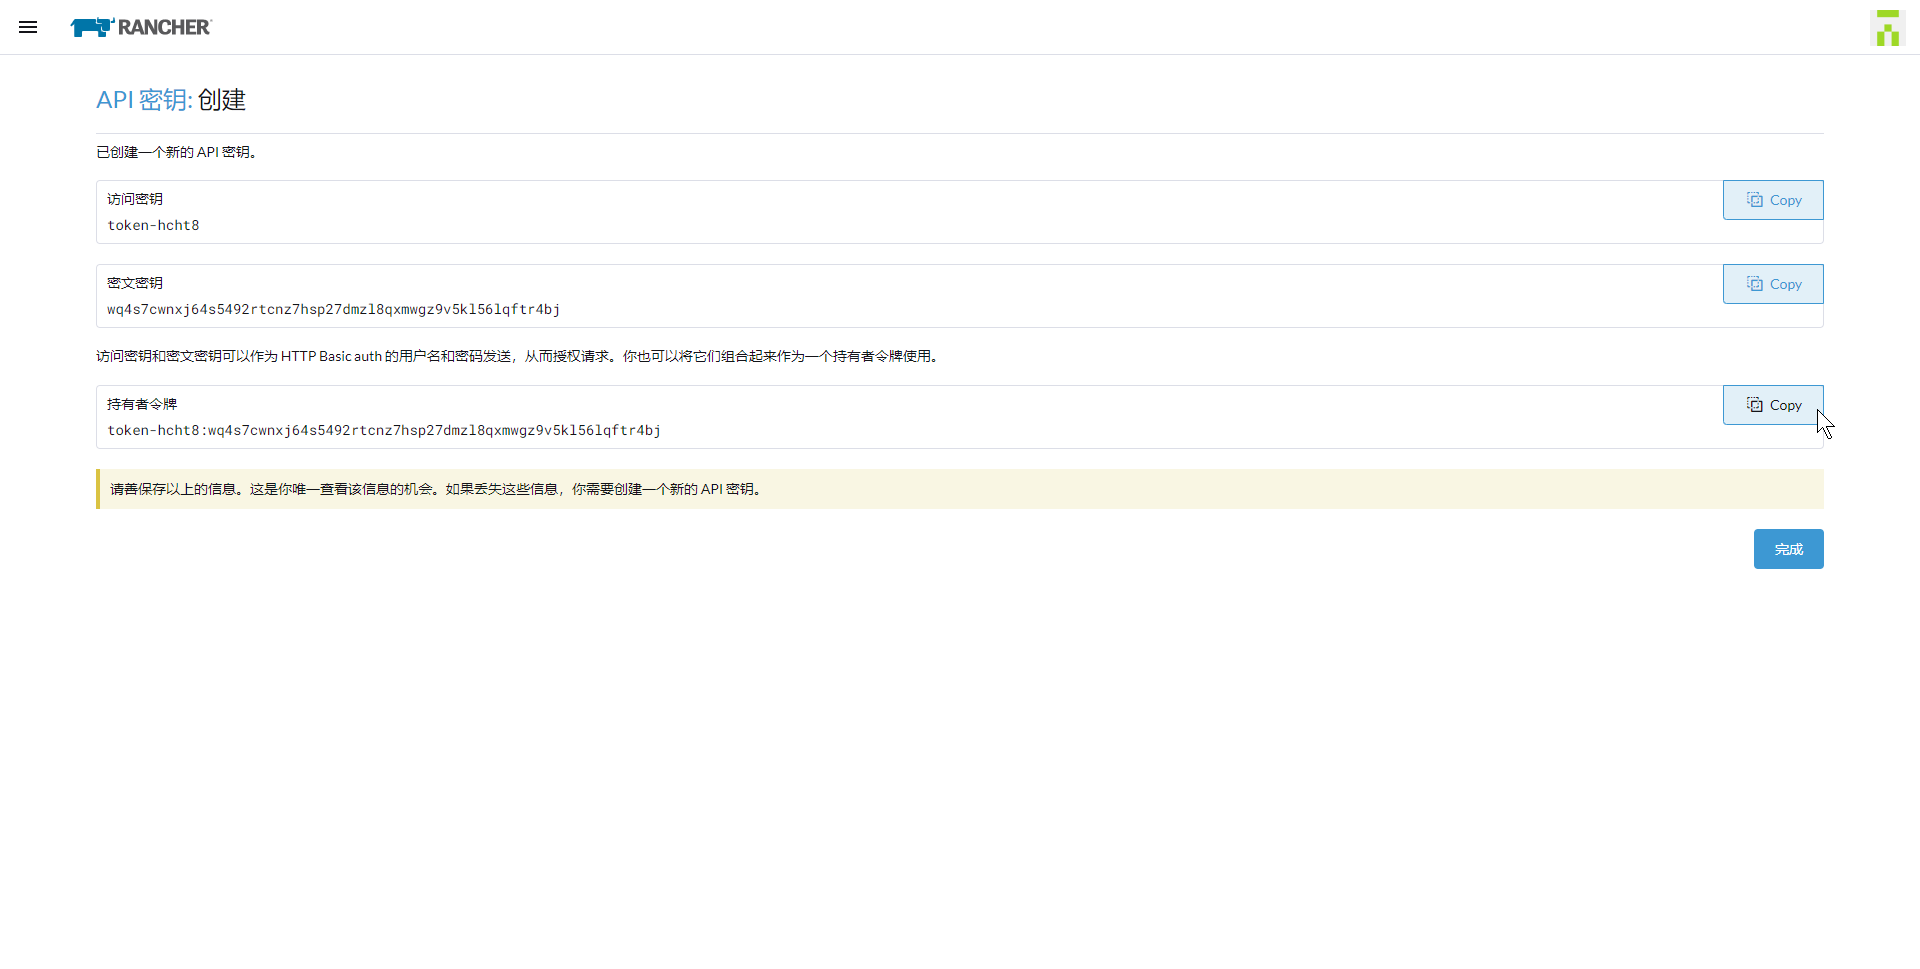 RANCHER
API 密钥: 创建
已创建一个新的 API 密钥。
访问密钥
Copy
token-hcht8
密文密钥
Copy
wq4s7cwnxj64s5492rtcnz7hsp27dmzl8qxmwgz9v5kl56lqftr4bj
访问密钥和密文密钥可以作为 HTTP Basic auth 的用户名和密码发送，从而授权请求。你也可以将它们组合起来作为一个持有者令牌使用。
持有者令牌
Copy
token-hcht8:wq4s7cwnxj64s5492rtcnz7hsp27dmzl8qxmwgz9v5kl56lqftr4bj
请善保存以上的信息。这是你唯一查看该信息的机会。如果丢失这些信息，你需要创建一个新的 API 密钥。
完成